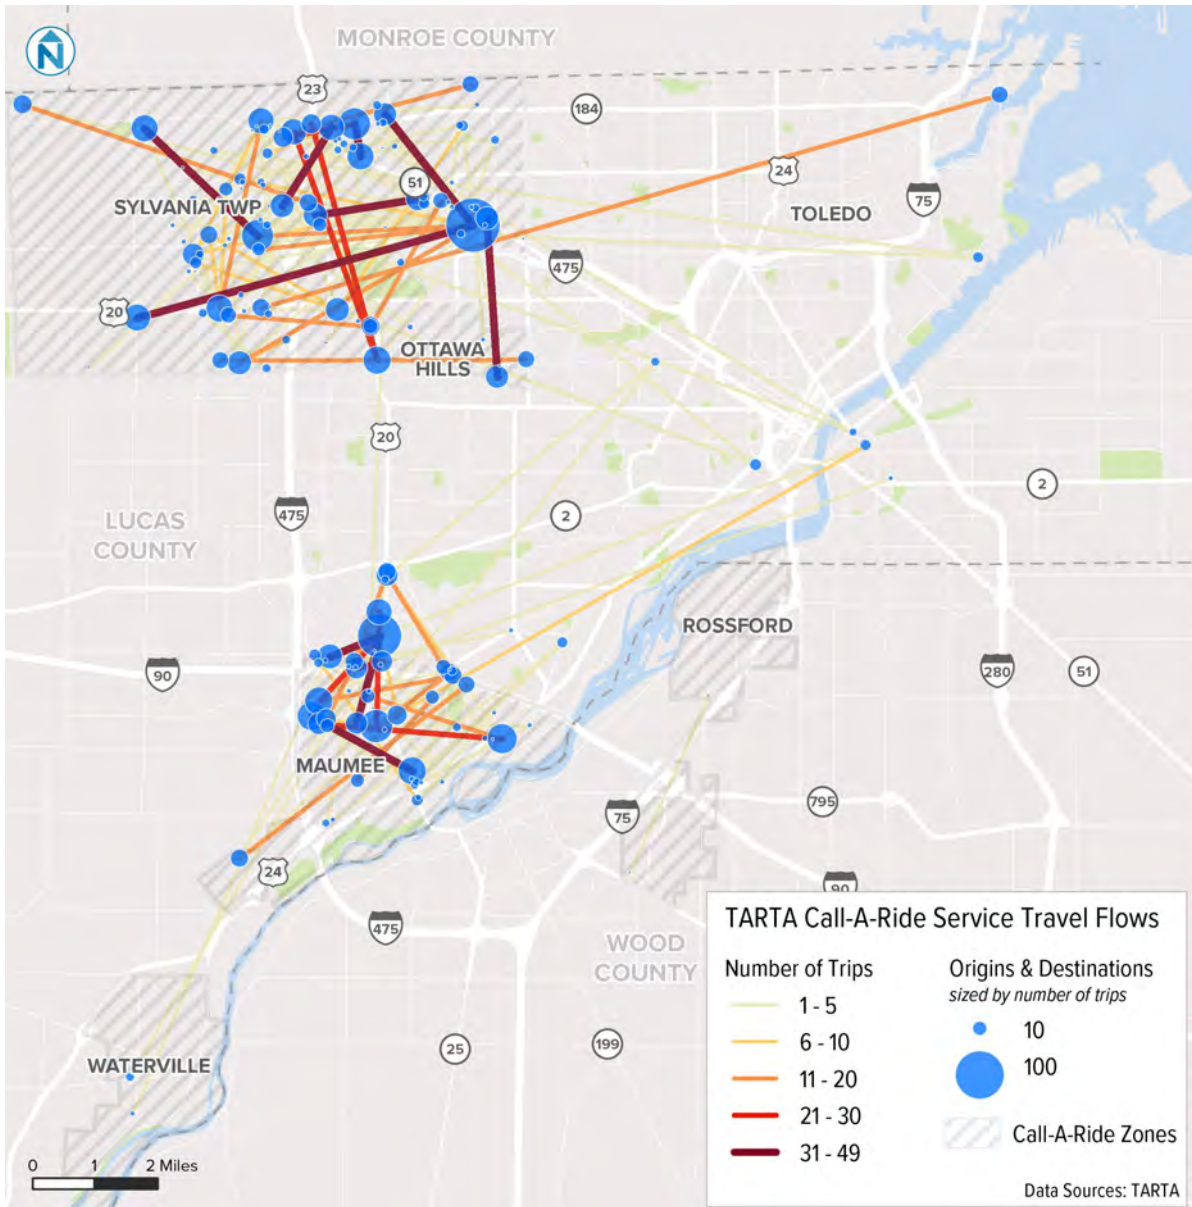 N
MONROE COUNTY
23
184
24
51
75
SYLVANIA TWP
TOLEDO
475
20
OTTAWA
HILLS
20
475
2
2
LUCAS
COUNTY
ROSSFORD
90
280
51
MAUMEE
795
75
24
90
475
WOOD
COUNTY
25
199
WATERVILLE
0 1 2 Miles
TARTA Call-A-Ride Service Travel Flows
Number of Trips
1 - 5
6 - 10
11 - 20
21 - 30
31 - 49
Origins & Destinations
sized by number of trips
10
100
Call-A-Ride Zones
Data Sources: TARTA